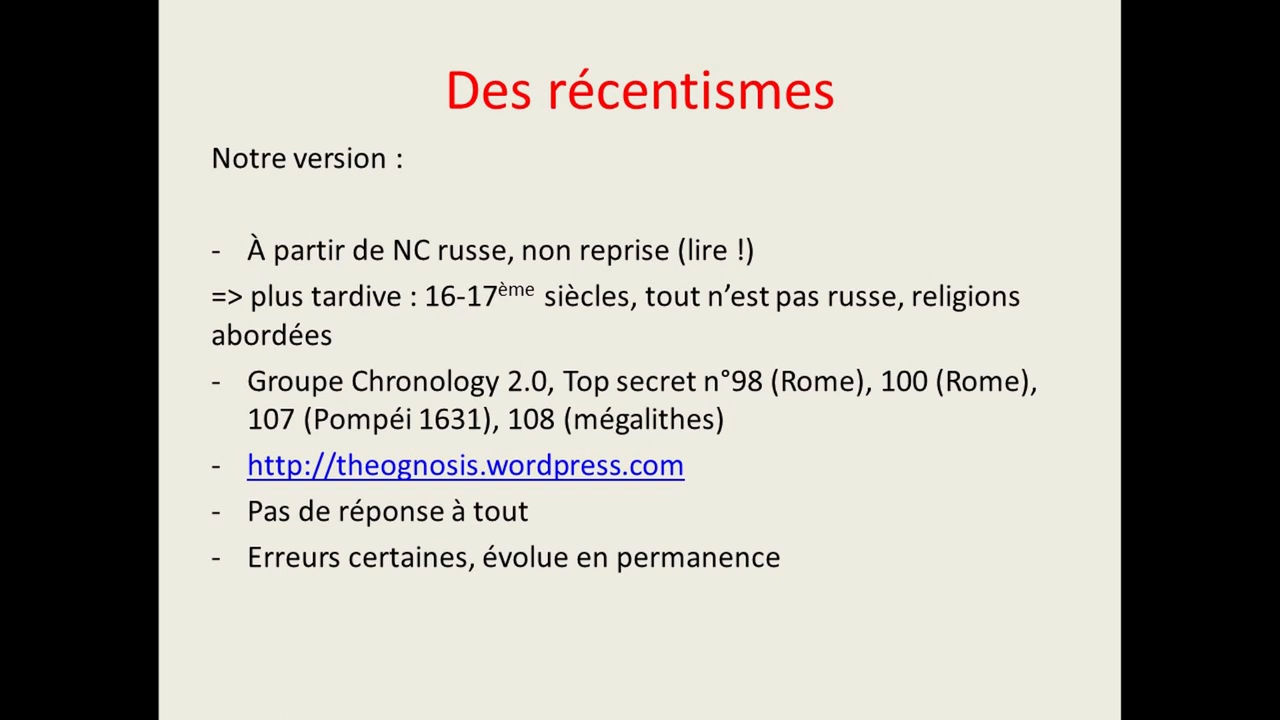 Des récentismes
Notre version :
- À partir de NC russe, non reprise (lire !)
=> plus tardive : 16-17ème siècles, tout n’est pas russe, religions
abordées
- Groupe Chronology 2.0, Top secret n°98 (Rome), 100 (Rome),
107 (Pompéi 1631), 108 (mégalithes)
- http://theognosis.wordpress.com
- Pas de réponse à tout
- Erreurs certaines, évolue en permanence